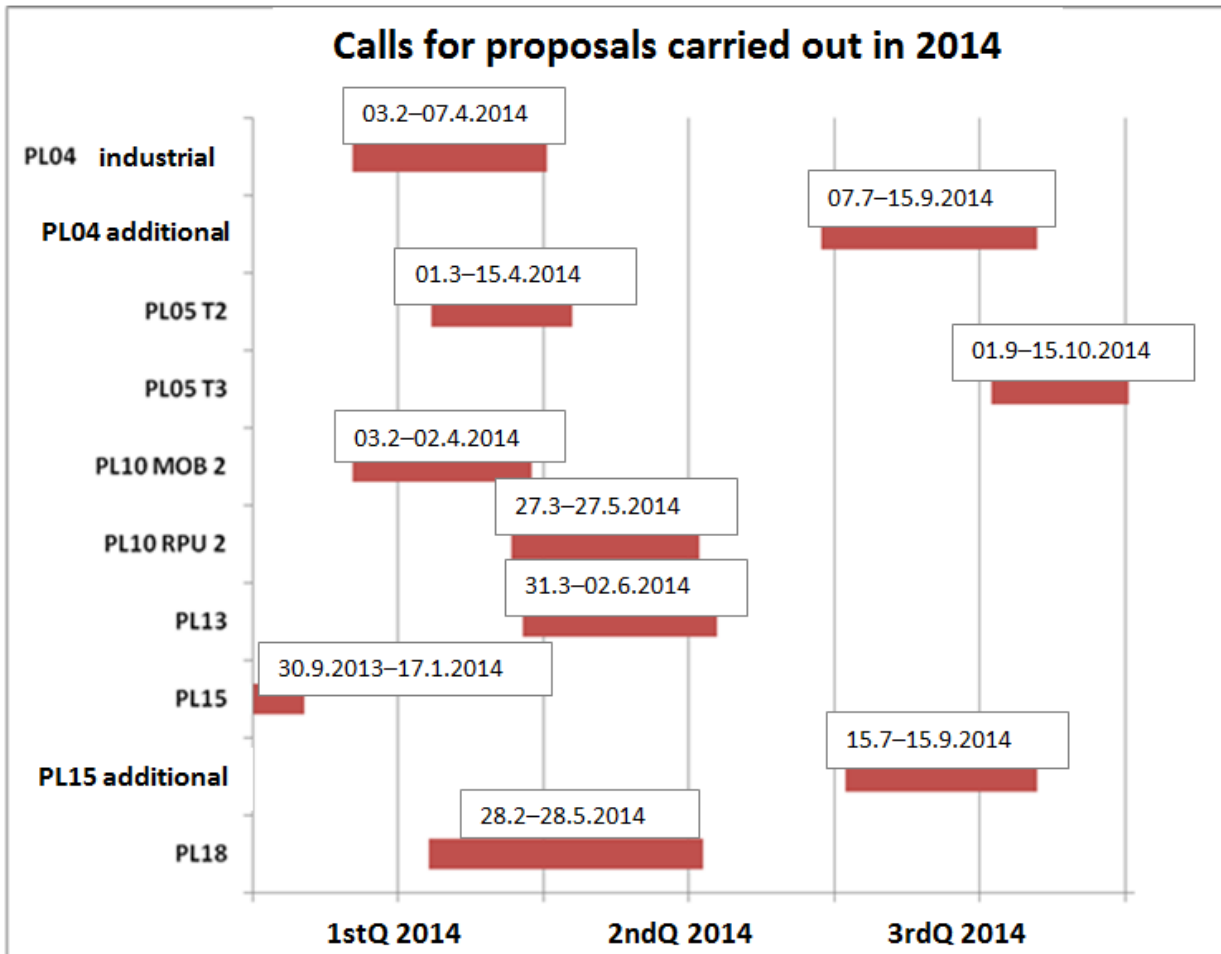 Calls for proposals carried out in 2014
03.2–07.4.2014
PL04 industrial
07.7–15.9.2014
PL04 additional
01.3–15.4.2014
PL05 T2
01.9–15.10.2014
PL05 T3
03.2–02.4.2014
PL10 MOB 2
27.3–27.5.2014
PL10 RPU 2
31.3–02.6.2014
PL13
30.9.2013–17.1.2014
PL15
15.7–15.9.2014
PL15 additional
28.2–28.5.2014
PL18
1stQ 2014 2ndQ 2014 3rdQ 2014